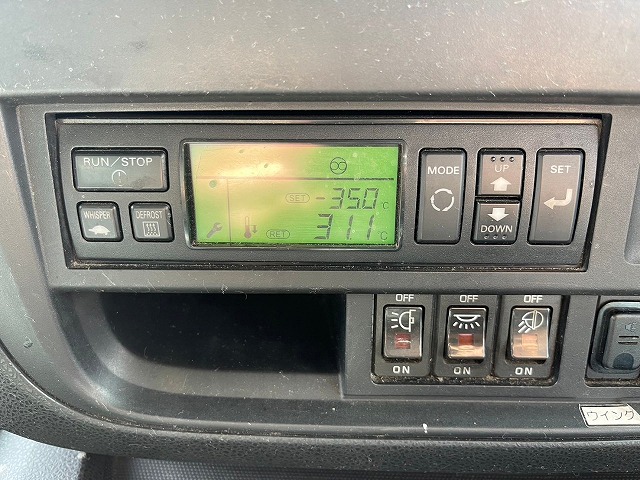 RUN/STOP
WHISPER
DEFROST
SET -35.0 °C
RET 31.1 °C
MODE
UP
DOWN
SET
OFF OFF OFF
ON ON ON
ウイング